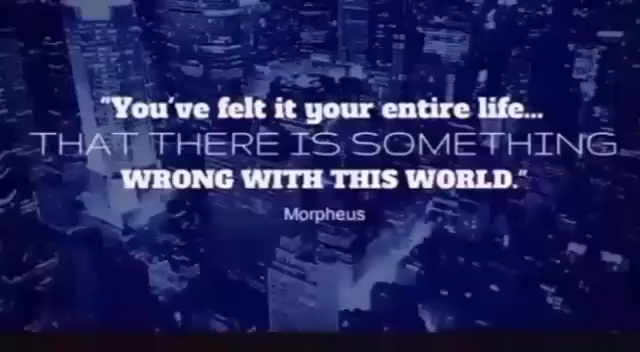 "You've felt it your entire life...
THAT THERE IS SOMETHING
WRONG WITH THIS WORLD."
Morpheus